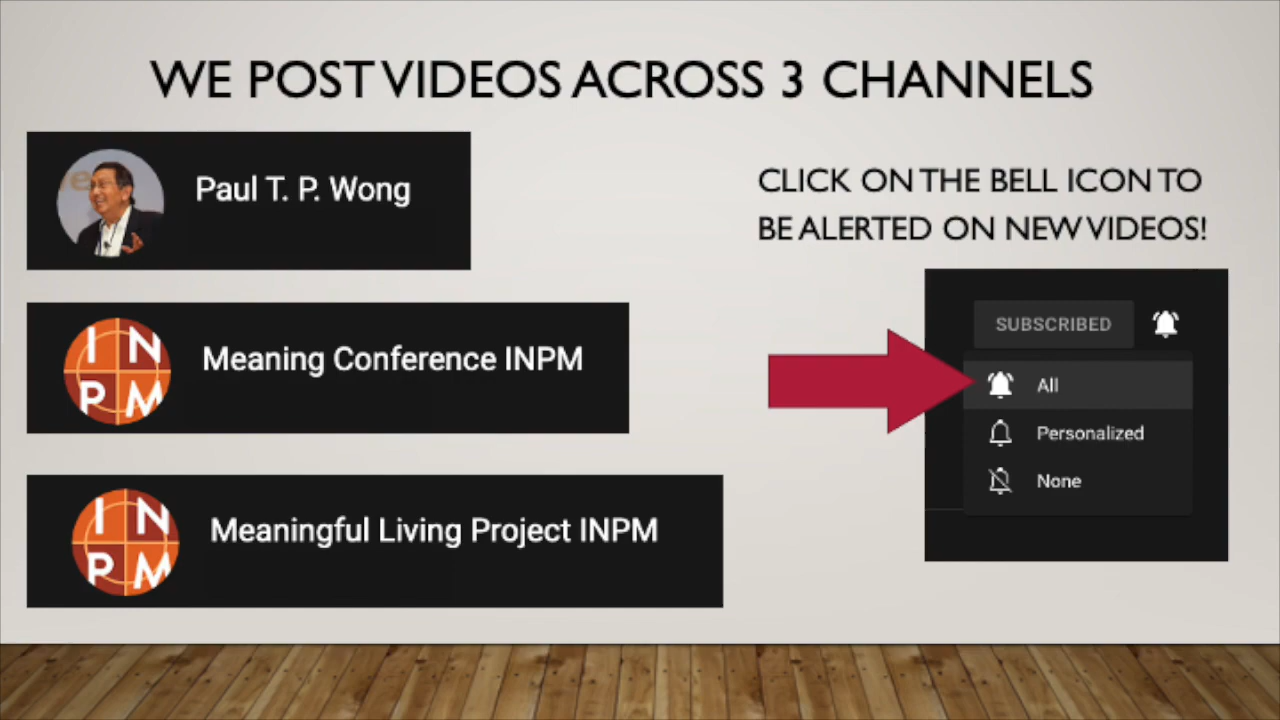 WE POST VIDEOS ACROSS 3 CHANNELS
Paul T. P. Wong
I N
P M
Meaning Conference INPM
I N
P M
Meaningful Living Project INPM
CLICK ON THE BELL ICON TO
BE ALERTED ON NEW VIDEOS!
SUBSCRIBED
All
Personalized
None